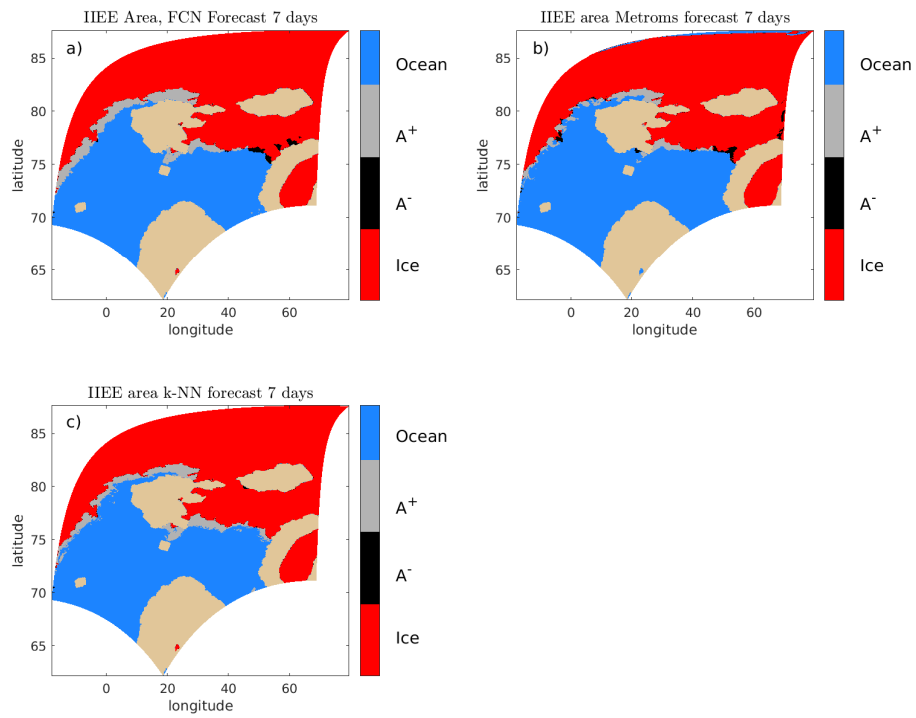 IIEE Area, FCN Forecast 7 days
a)
85
80
75
70
65
latitude
0
20
40
60
longitude
Ocean
A+
A-
Ice
IIEE area Metroms forecast 7 days
b)
85
80
75
70
65
latitude
0
20
40
60
longitude
Ocean
A+
A-
Ice
IIEE area k-NN forecast 7 days
c)
85
80
75
70
65
latitude
0
20
40
60
longitude
Ocean
A+
A-
Ice